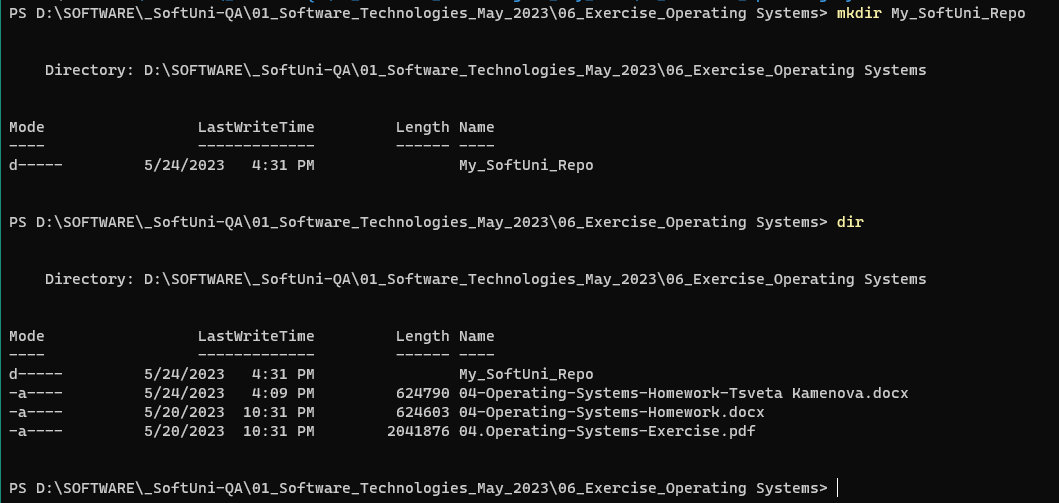 PS D:\SOFTWARE\_SoftUni-QA\01_Software_Technologies_May_2023\06_Exercise_Operating Systems> mkdir My_SoftUni_Repo
Directory: D:\SOFTWARE\_SoftUni-QA\01_Software_Technologies_May_2023\06_Exercise_Operating Systems
Mode                 LastWriteTime         Length Name
----                 -------------         ------ ----
d-----         5/24/2023   4:31 PM                My_SoftUni_Repo
PS D:\SOFTWARE\_SoftUni-QA\01_Software_Technologies_May_2023\06_Exercise_Operating Systems> dir
Directory: D:\SOFTWARE\_SoftUni-QA\01_Software_Technologies_May_2023\06_Exercise_Operating Systems
Mode                 LastWriteTime         Length Name
----                 -------------         ------ ----
d-----         5/24/2023   4:31 PM                My_SoftUni_Repo
-a----         5/24/2023   4:09 PM         624790 04-Operating-Systems-Homework-Tsveta Kamenova.docx
-a----         5/20/2023  10:31 PM         624603 04-Operating-Systems-Homework.docx
-a----         5/20/2023  10:31 PM        2041876 04.Operating-Systems-Exercise.pdf
PS D:\SOFTWARE\_SoftUni-QA\01_Software_Technologies_May_2023\06_Exercise_Operating Systems>